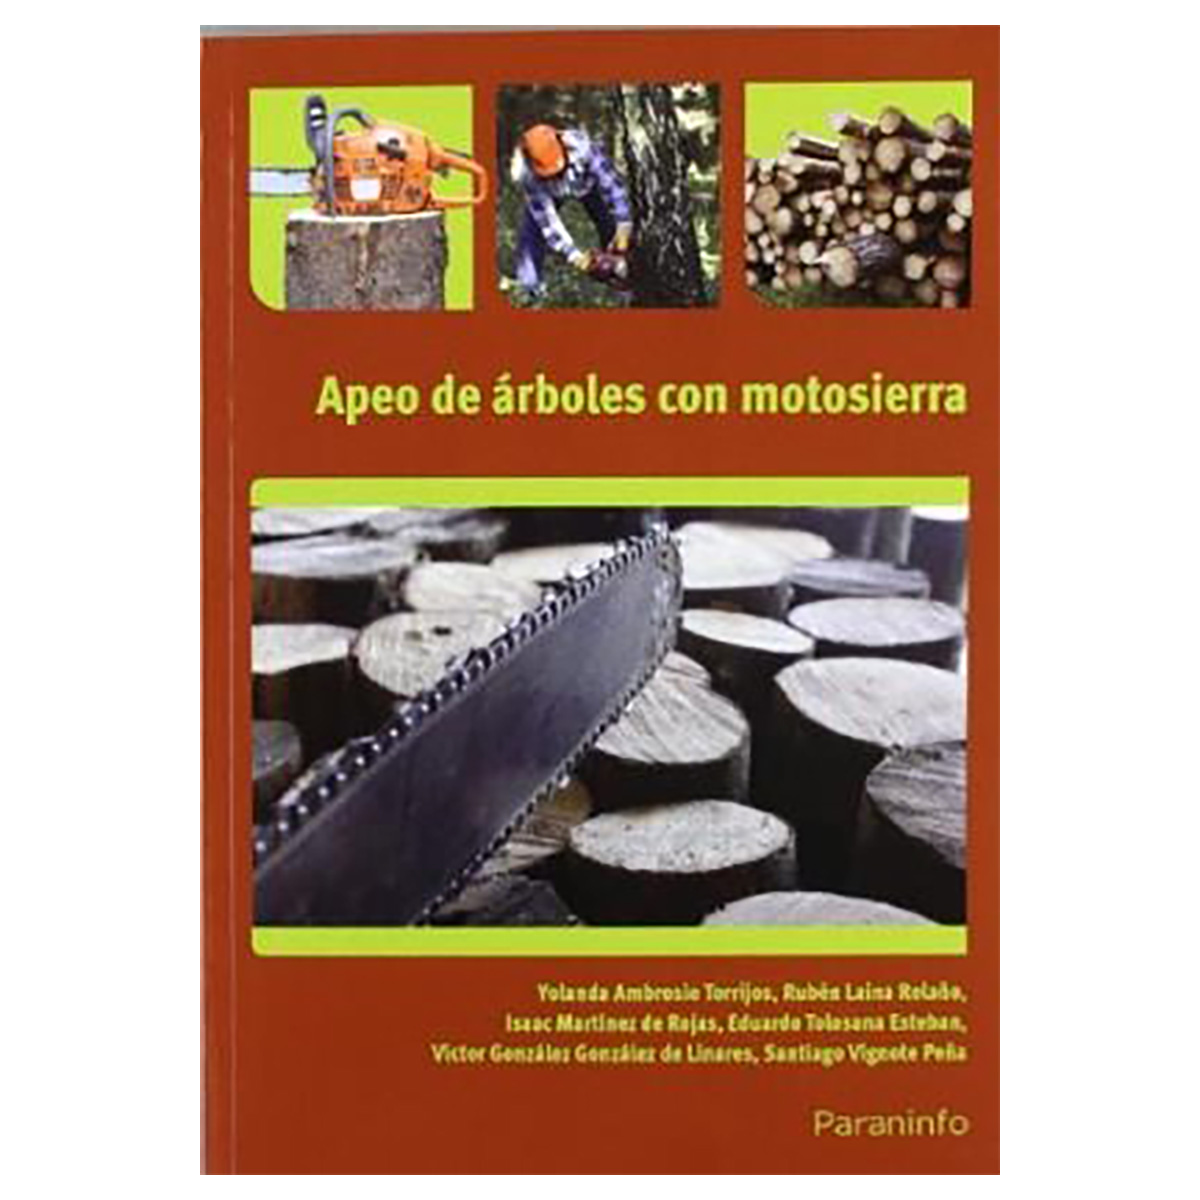 Apeo de árboles con motosierra
Yolanda Ambrosio Torrijos, Rubén Laina Relaño,
Isaac Martínez de Rojas, Eduardo Tolosana Esteban,
Víctor González González de Linares, Santiago Vignote Peña
Paraninfo